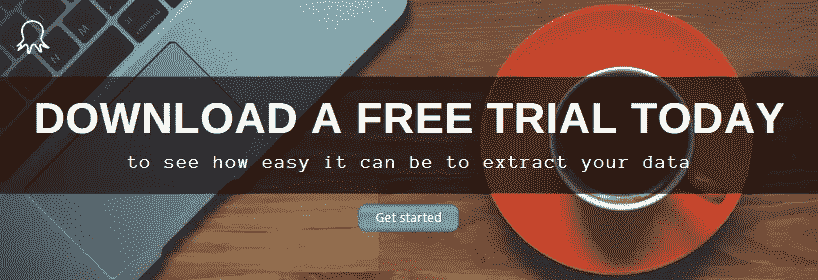 DOWNLOAD A FREE TRIAL TODAY
to see how easy it can be to extract your data
Get started